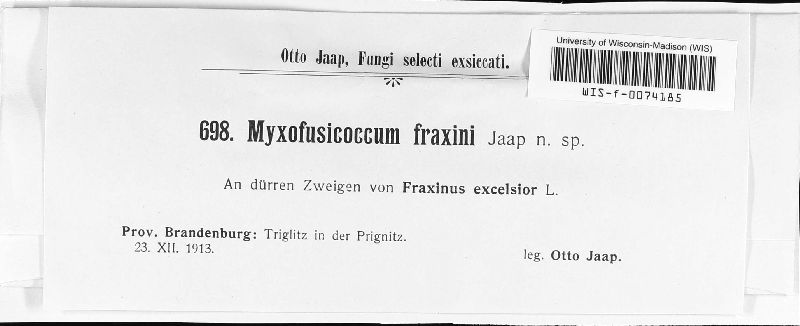 Otto Jaap, Fungi selecti exsiccati.
University of Wisconsin-Madison (WIS)
WIS-f-0074185
698. Myxofusicoccum fraxini Jaap n. sp.
An dürren Zweigen von Fraxinus excelsior L.
Prov. Brandenburg: Triglitz in der Prignitz.
23. XII. 1913.
leg. Otto Jaap.